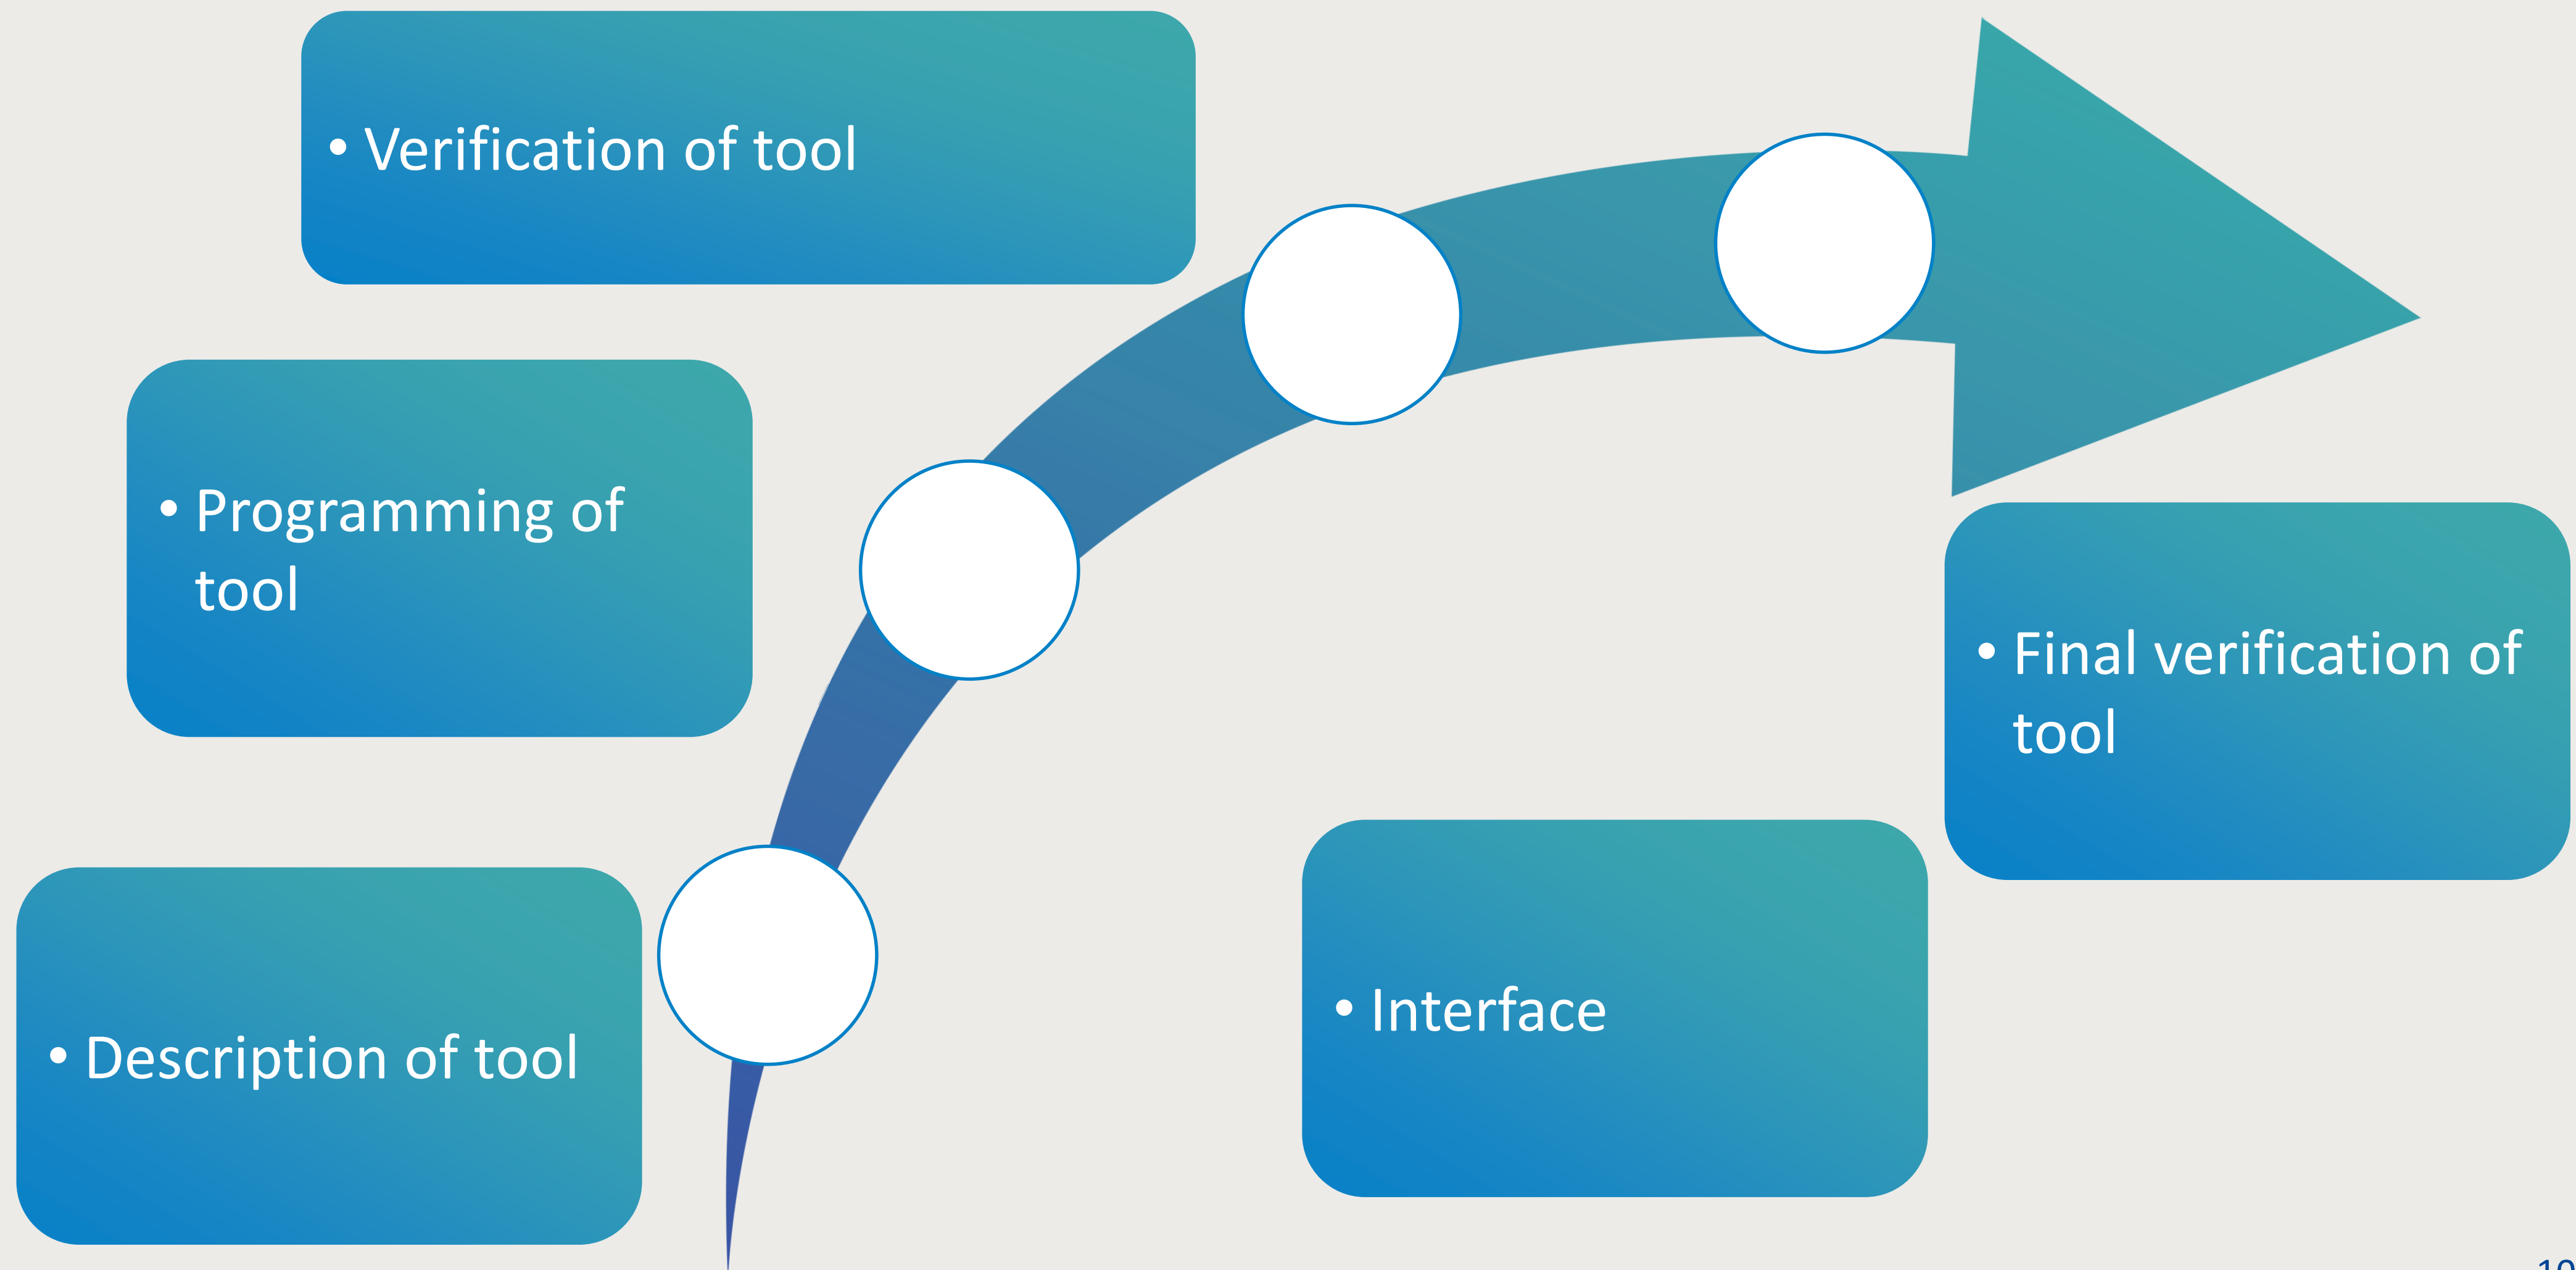 • Verification of tool
• Programming of
tool
• Description of tool
• Interface
• Final verification of
tool